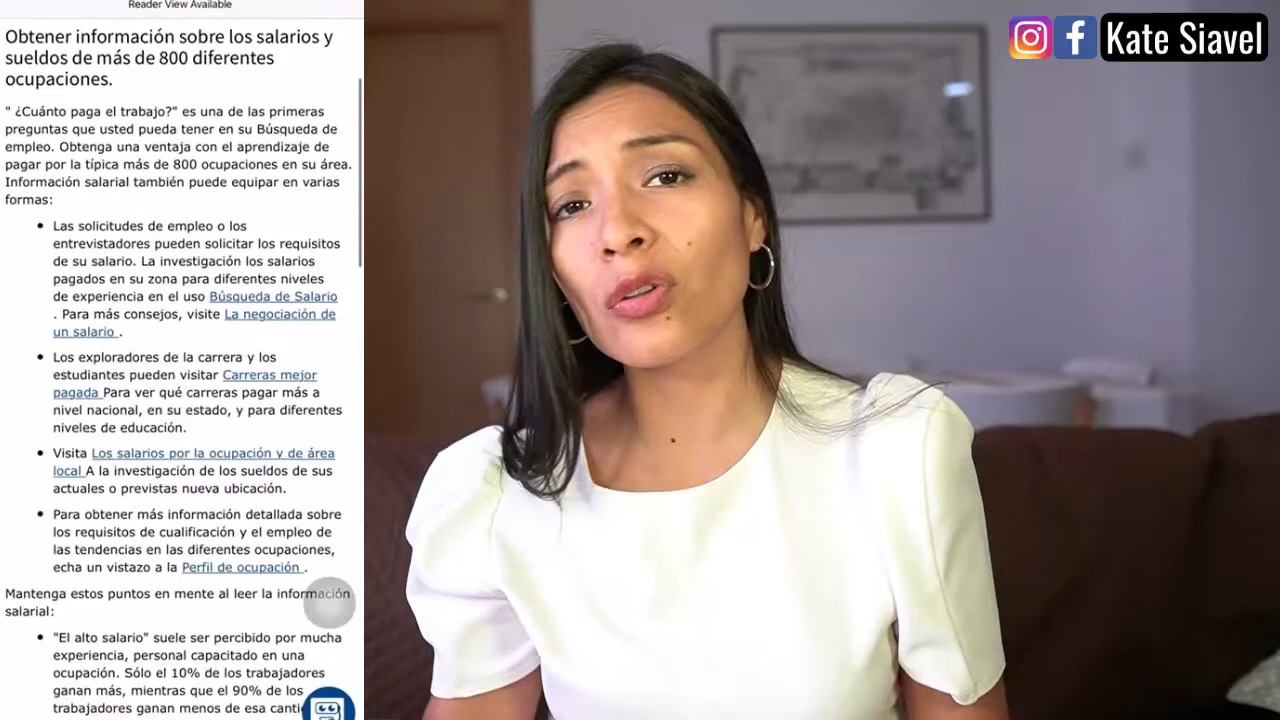 Reader View Available
Obtener información sobre los salarios y
sueldos de más de 800 diferentes
ocupaciones.
" ¿Cuánto paga el trabajo?" es una de las primeras
preguntas que usted pueda tener en su Búsqueda de
empleo. Obtenga una ventaja con el aprendizaje de
pagar por la típica más de 800 ocupaciones en su área.
Información salarial también puede equipar en varias
formas:
• Las solicitudes de empleo o los
entrevistadores pueden solicitar los requisitos
de su salario. La investigación los salarios
pagados en su zona para diferentes niveles
de experiencia en el uso Búsqueda de Salario
. Para más consejos, visite La negociación de
un salario .
• Los exploradores de la carrera y los
estudiantes pueden visitar Carreras mejor
pagada Para ver qué carreras pagar más a
nivel nacional, en su estado, y para diferentes
niveles de educación.
• Visita Los salarios por la ocupación y de área
local A la investigación de los sueldos de sus
actuales o previstas nueva ubicación.
• Para obtener más información detallada sobre
los requisitos de cualificación y el empleo de
las tendencias en las diferentes ocupaciones,
echa un vistazo a la Perfil de ocupación .
Mantenga estos puntos en mente al leer la información
salarial:
• "El alto salario" suele ser percibido por mucha
experiencia, personal capacitado en una
ocupación. Sólo el 10% de los trabajadores
ganan más, mientras que el 90% de los
trabajadores ganan menos de esa canti
Kate Siavel